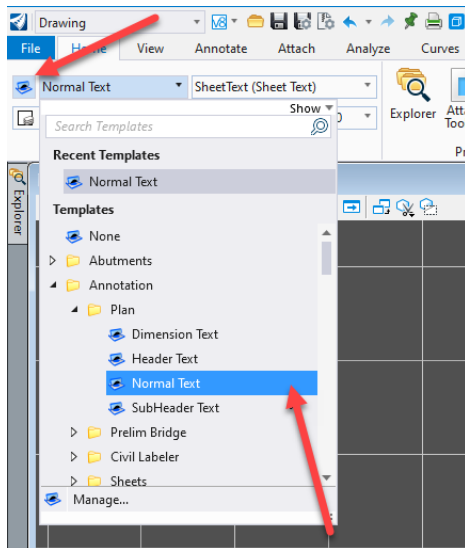 Drawing
File Home View Annotate Attach Analyze Curves
Normal Text SheetText (Sheet Text)
Show
Search Templates
0
Explorer
Recent Templates
Normal Text
Explorer
Templates
None
Abutments
Annotation
Plan
Dimension Text
Header Text
Normal Text
SubHeader Text
Prelim Bridge
Civil Labeler
Sheets
Manage...